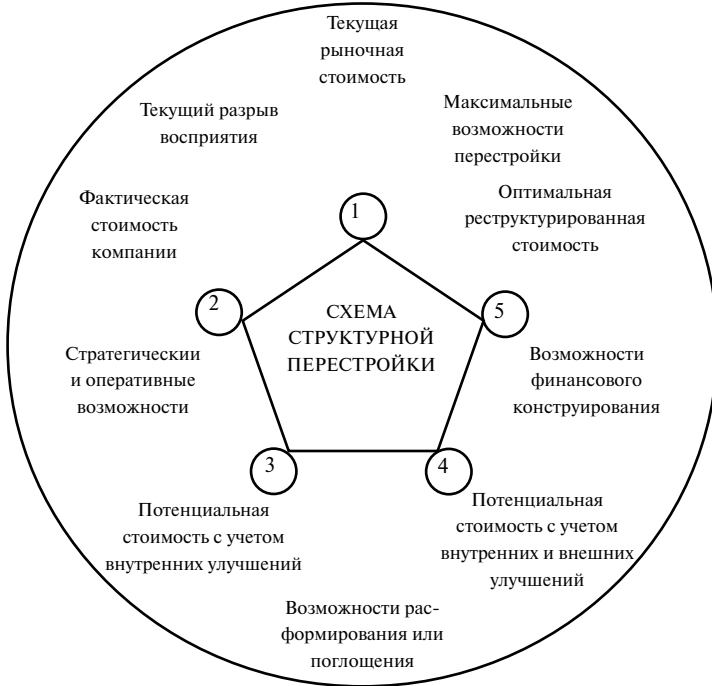 Текущая
рыночная
стоимость
Текущий разрыв
восприятия
Максимальные
возможности
перестройки
Фактическая
стоимость
компании
Оптимальная
реструктурированная
стоимость
1
2
5
СХЕМА
СТРУКТУРНОЙ
ПЕРЕСТРОЙКИ
Стратегическии
и оперативные
возможности
Возможности
финансового
конструирования
3
4
Потенциальная
стоимость с учетом
внутренних улучшений
Потенциальная
стоимость с учетом
внутренних и внешних
улучшений
Возможности рас-
формирования или
поглощения